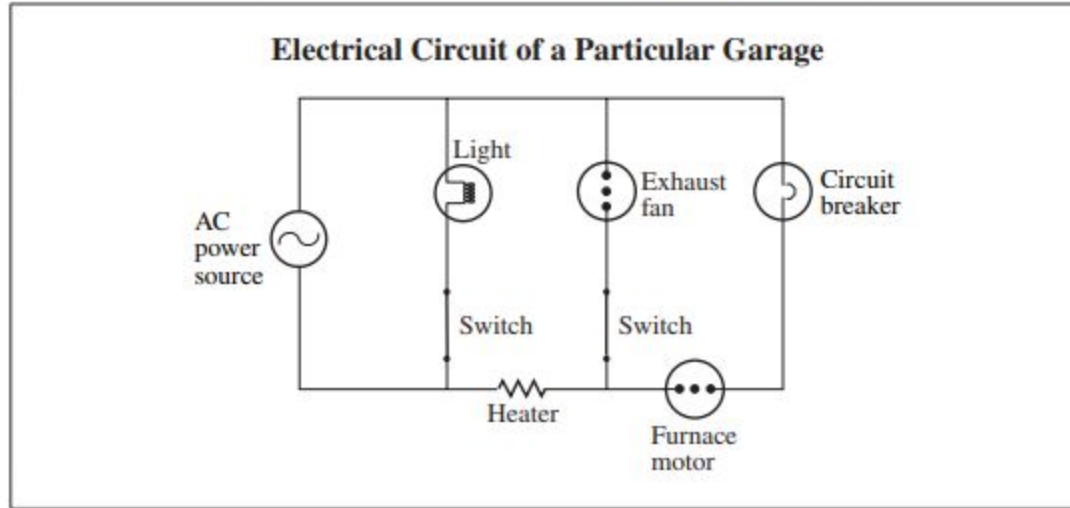 Electrical Circuit of a Particular Garage
Light
Exhaust
fan
Circuit
breaker
AC
power
source
Switch
Switch
Heater
Furnace
motor